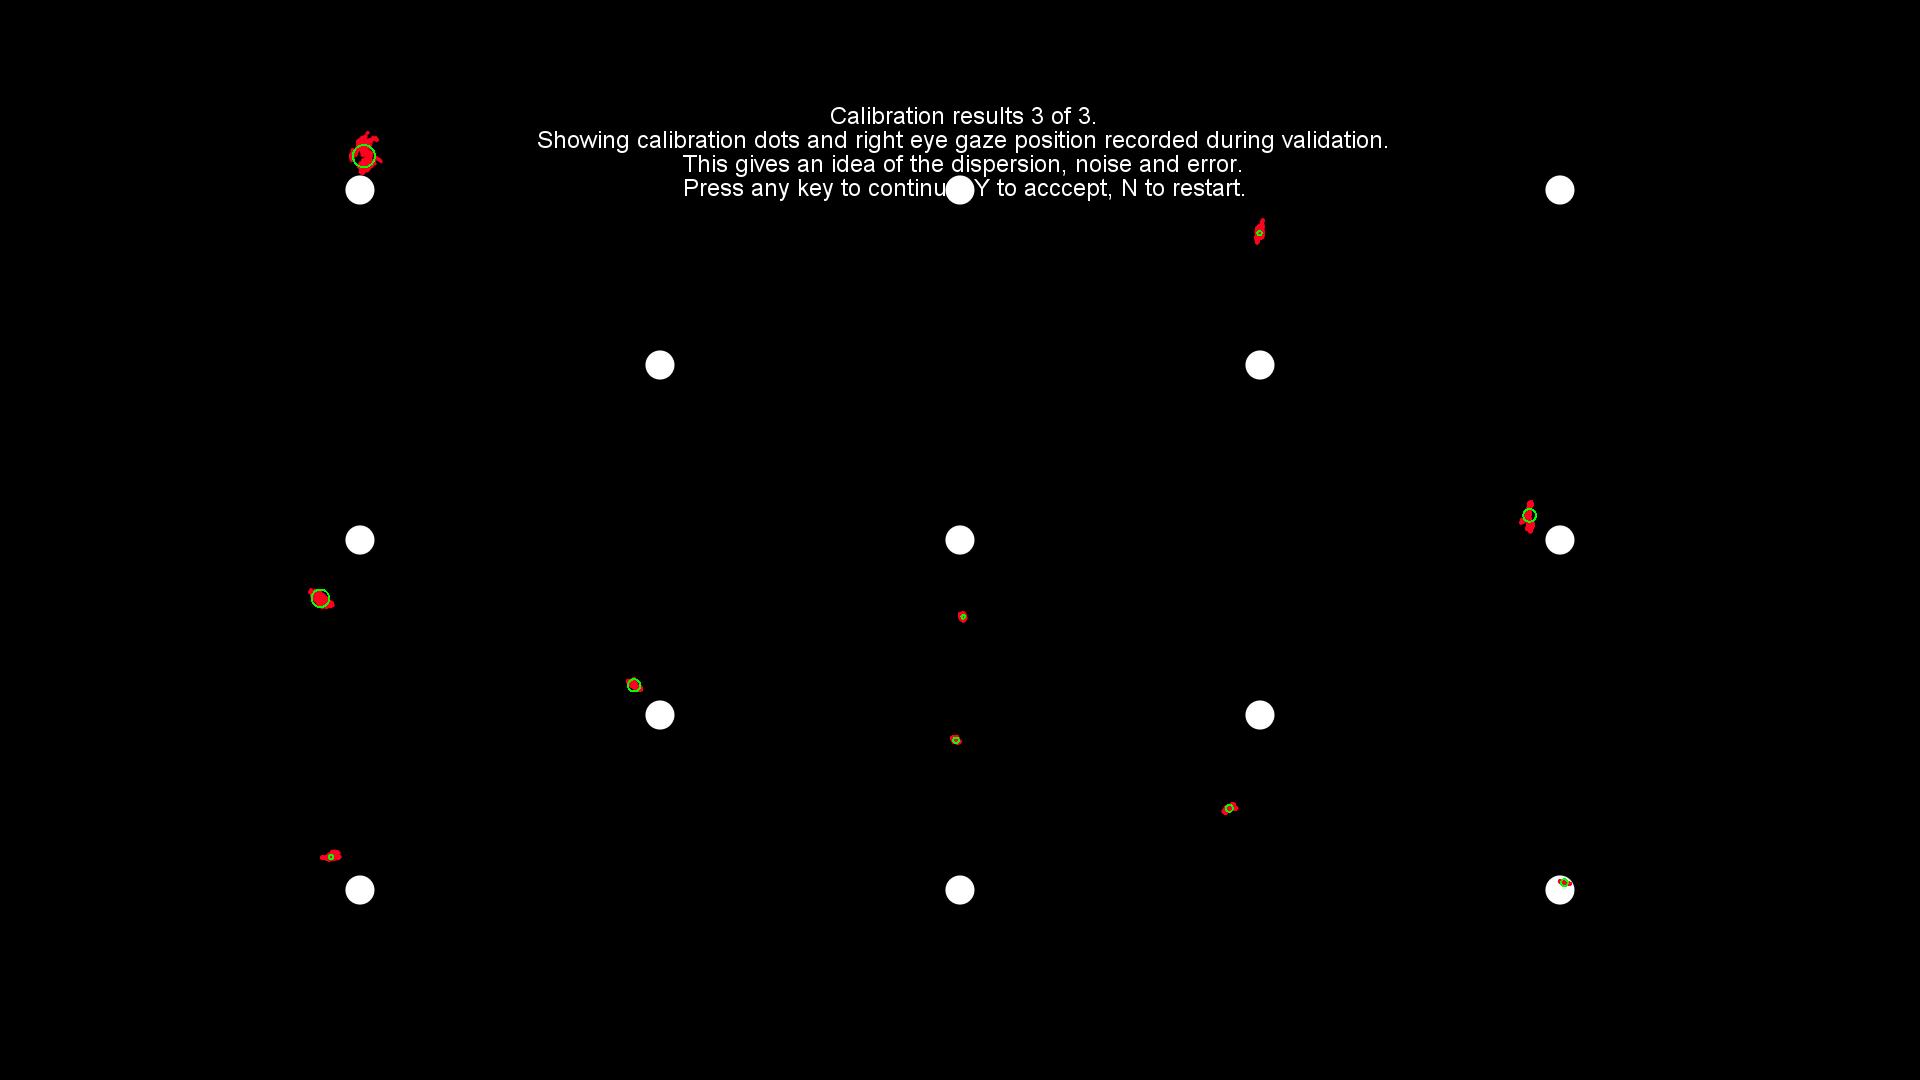 Calibration results 3 of 3.
Showing calibration dots and right eye gaze position recorded during validation.
This gives an idea of the dispersion, noise and error.
Press any key to continu Y to acccept, N to restart.